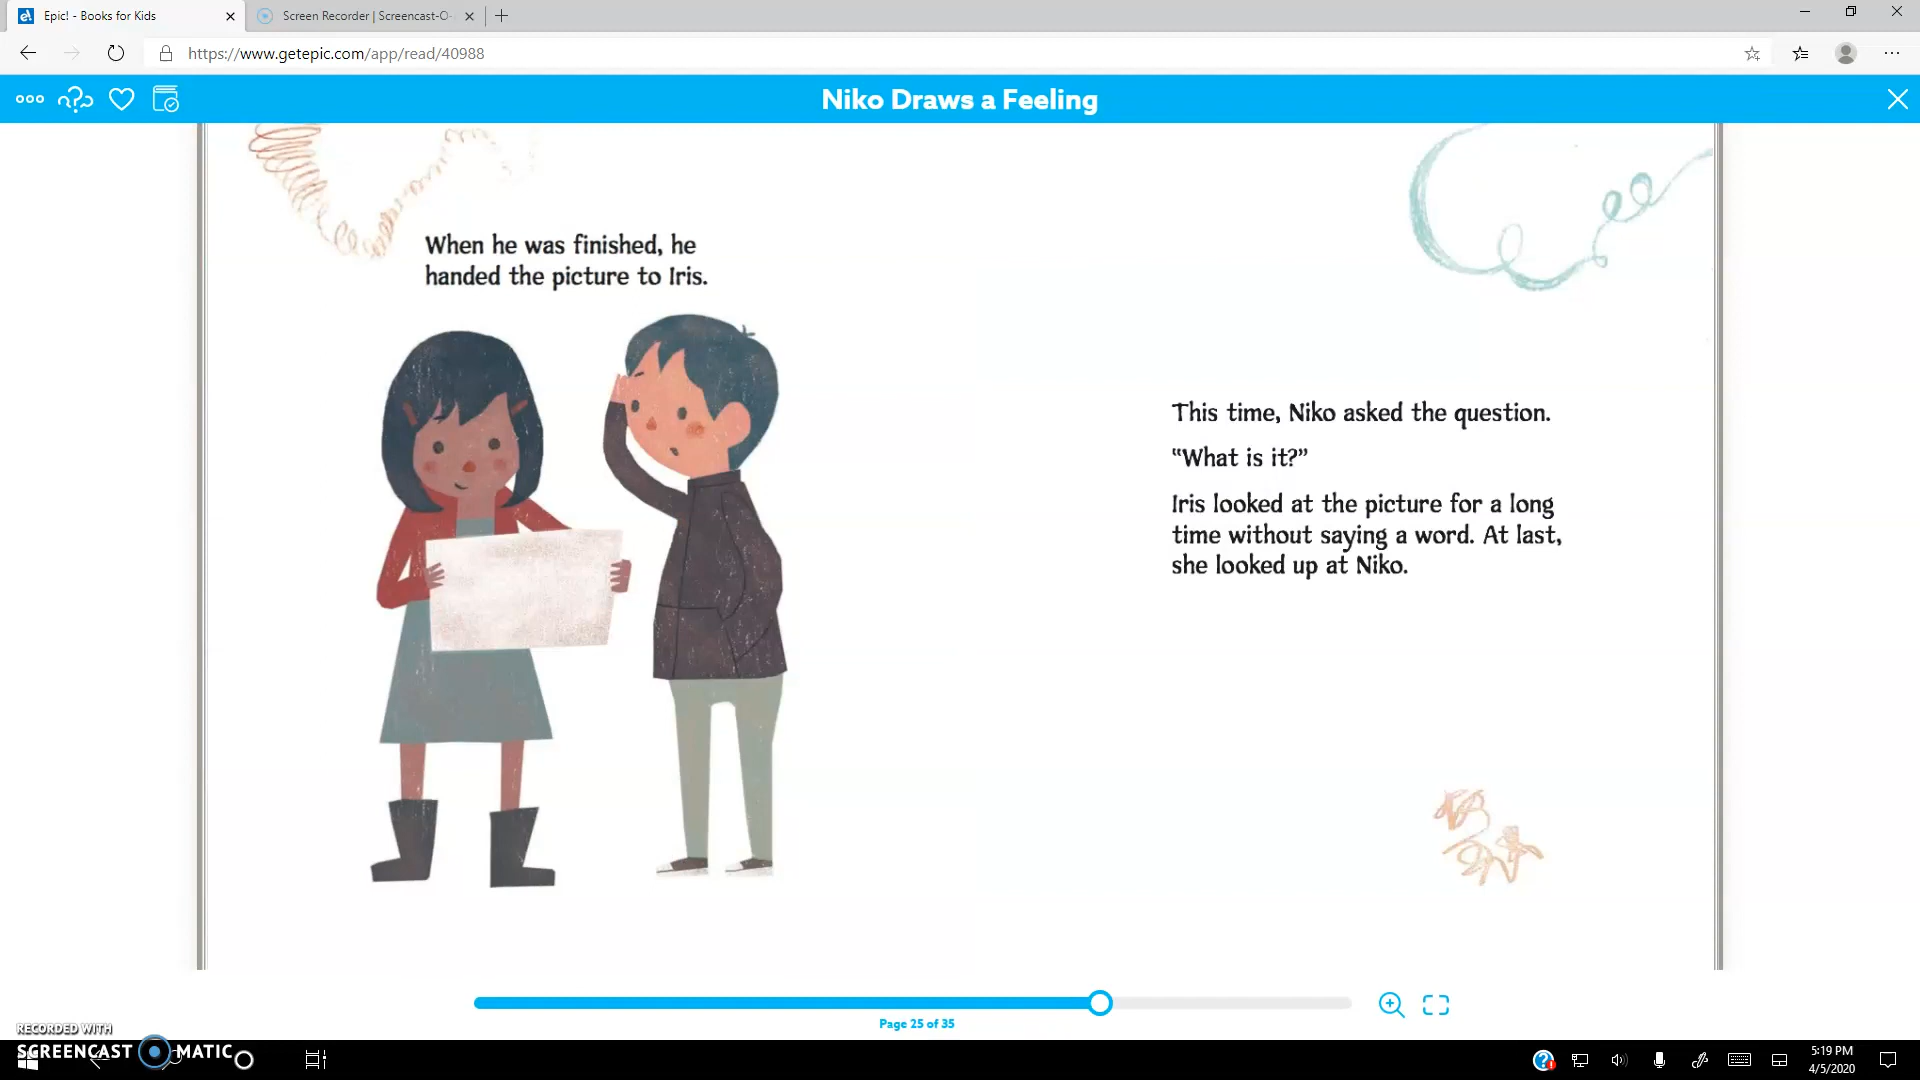 Epic! - Books for Kids
Screen Recorder | Screencast-O-
https://www.getepic.com/app/read/40988
Niko Draws a Feeling
When he was finished, he
handed the picture to Iris.
This time, Niko asked the question.
“What is it?”
Iris looked at the picture for a long
time without saying a word. At last,
she looked up at Niko.
Page 25 of 35
RECORDED WITH
SCREENCAST MATIC
5:19 PM
4/5/2020